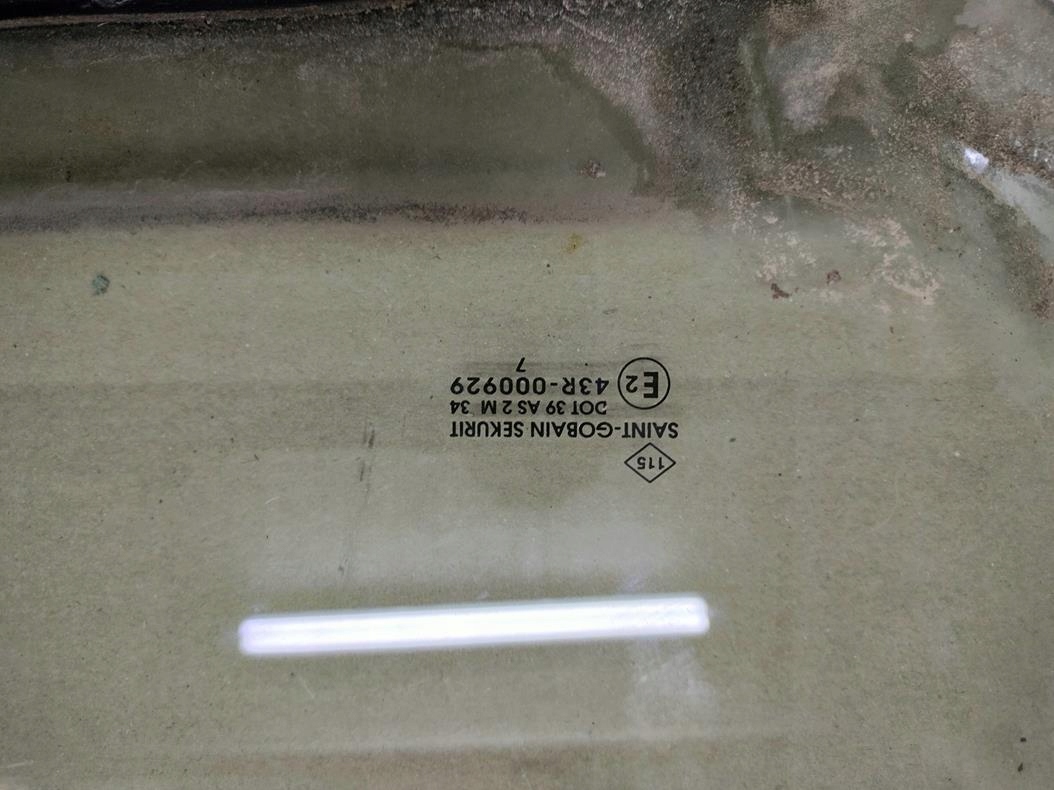 115
SAINT-GOBAIN SEKURIT
DOT 39 AS 2 M 34
E2 43R-000929
7